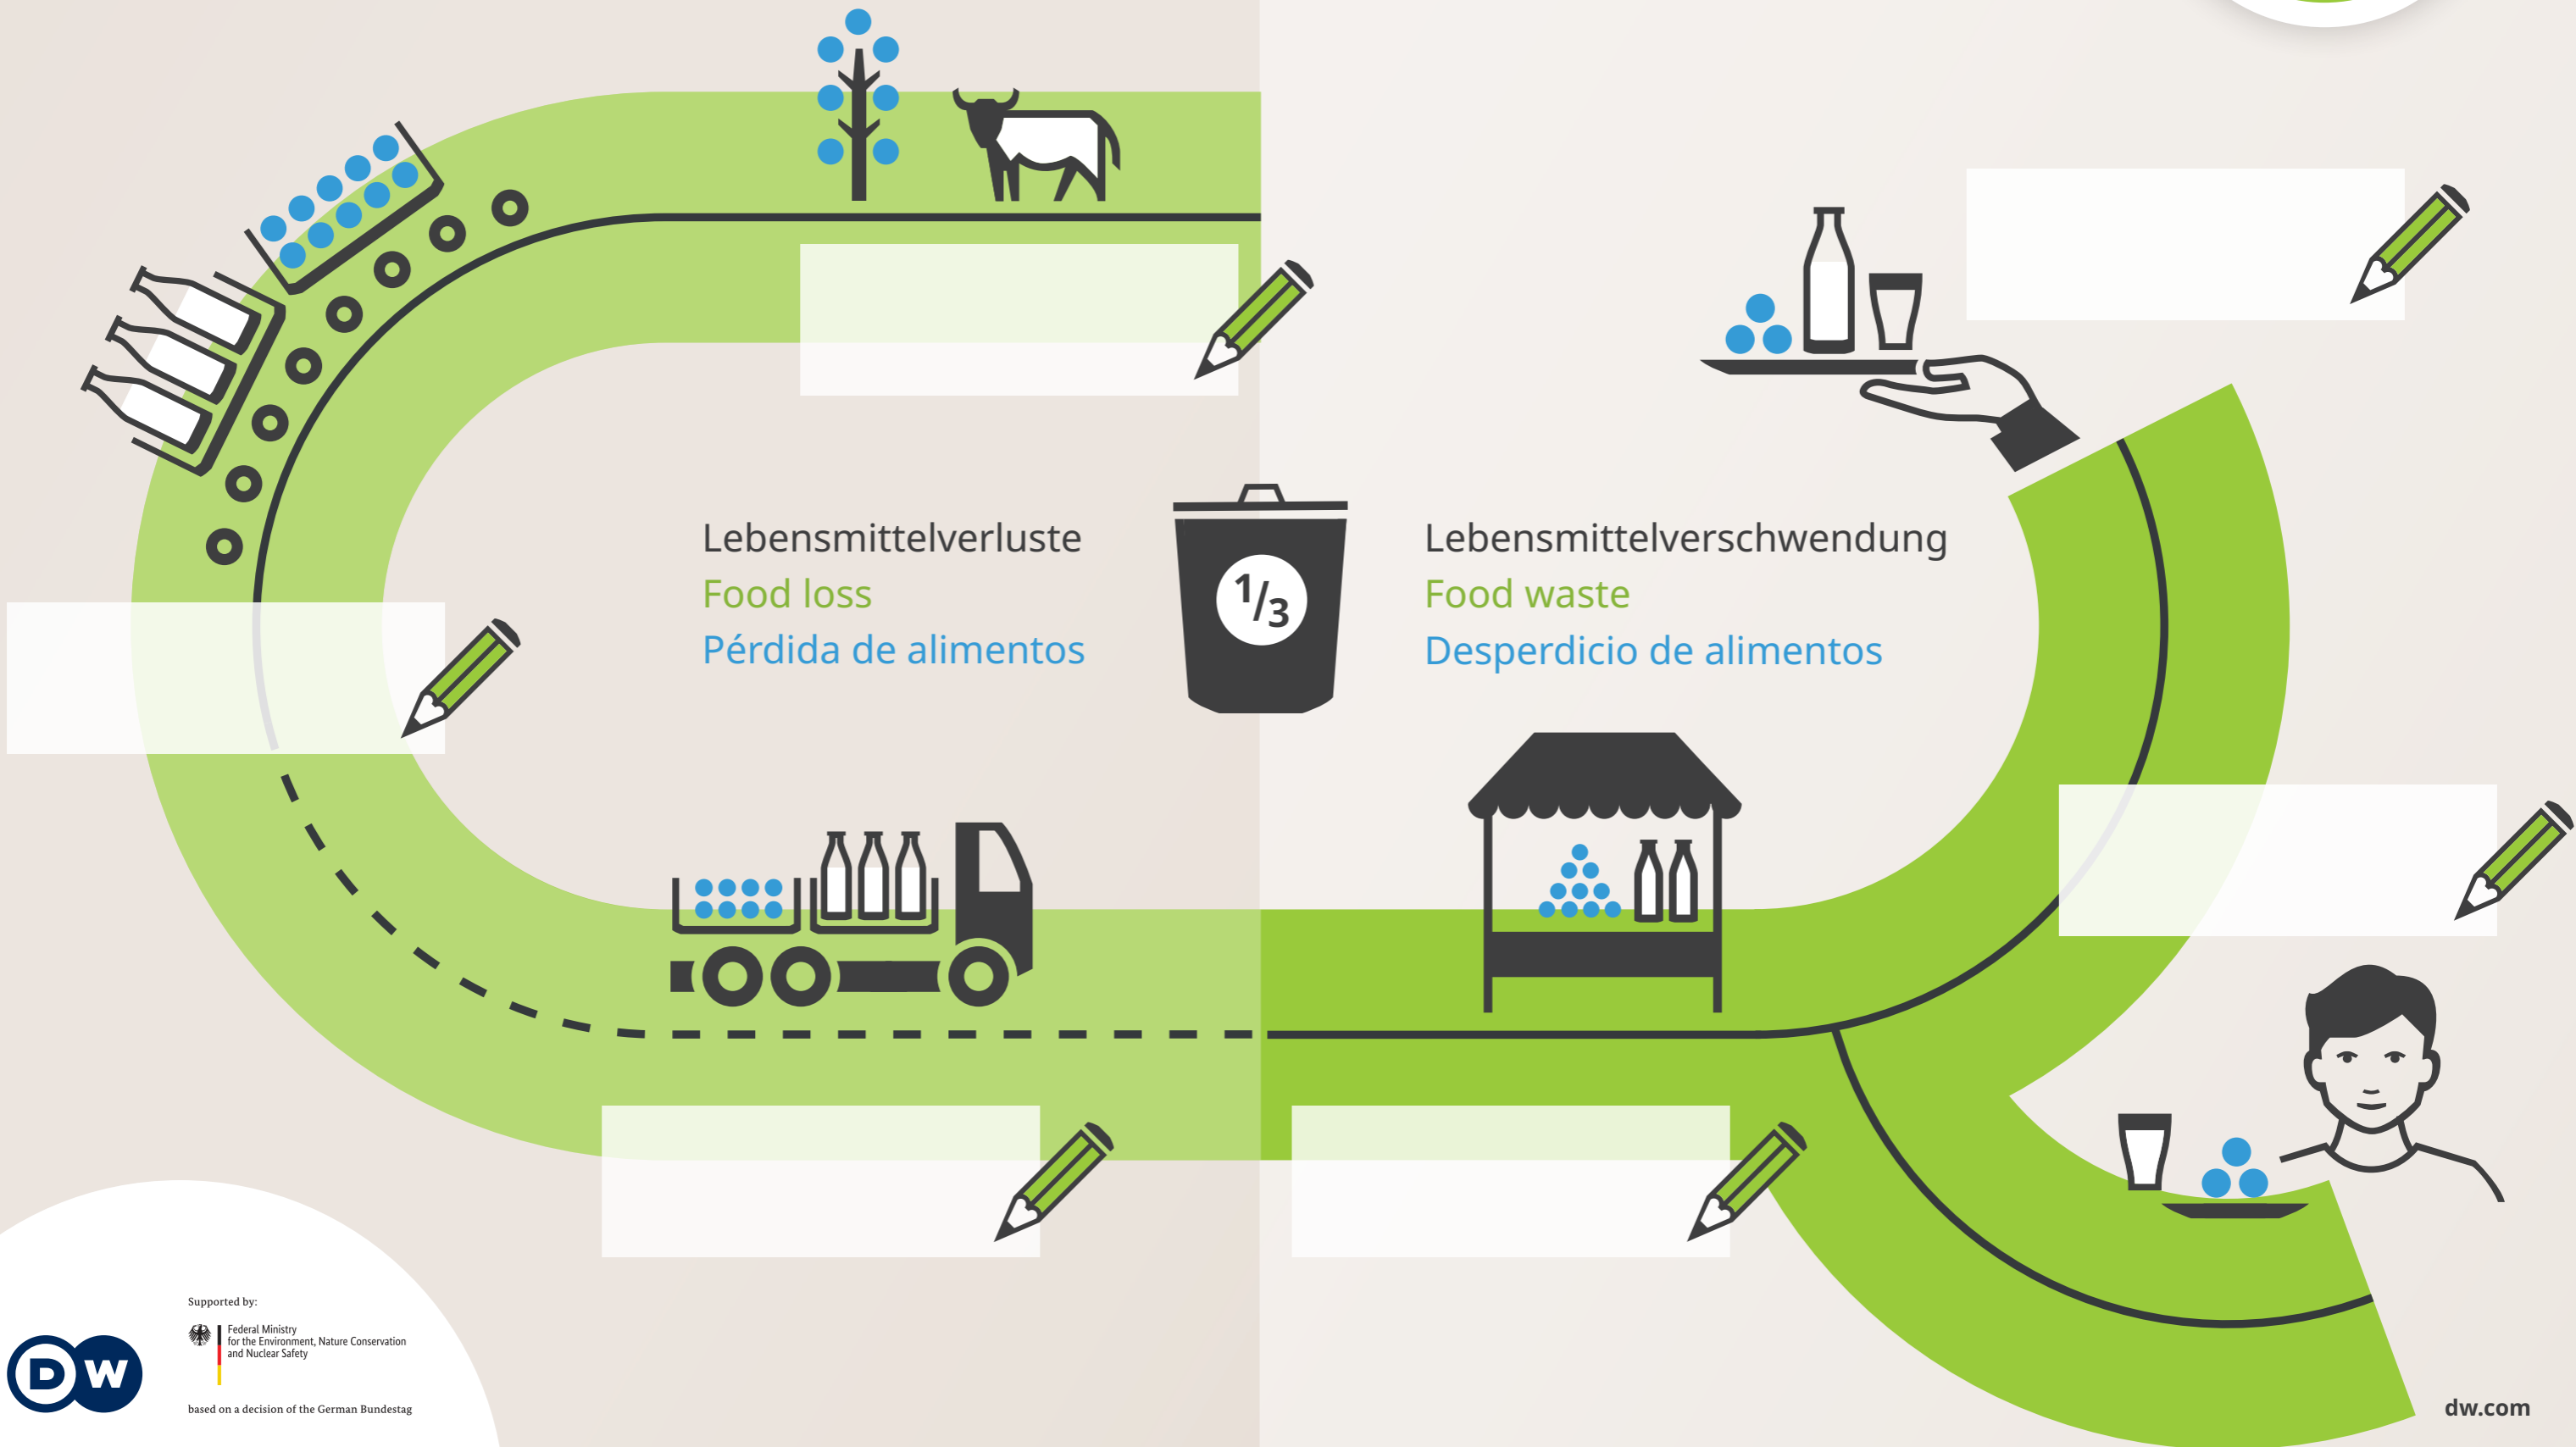 Lebensmittelverluste
Food loss
Pérdida de alimentos
1/3
Lebensmittelverschwendung
Food waste
Desperdicio de alimentos
Supported by:
Federal Ministry
for the Environment, Nature Conservation
and Nuclear Safety
based on a decision of the German Bundestag
DW
dw.com